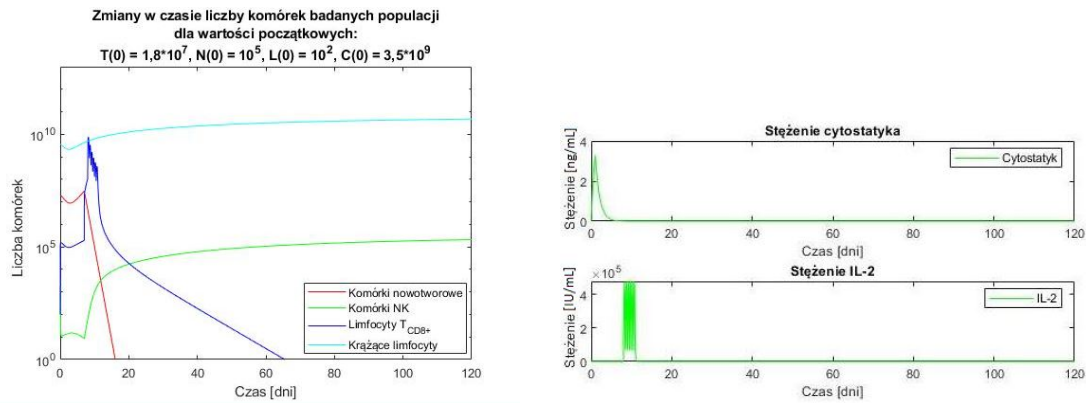 Zmiany w czasie liczby komórek badanych populacji
dla wartości początkowych:
T(0) = 1,8*10^7, N(0) = 10^5, L(0) = 10^2, C(0) = 3,5*10^9
Liczba komórek
10^10
10^5
10^0
0 20 40 60 80 100 120
Czas [dni]
Komórki nowotworowe
Komórki NK
Limfocyty T_CD8+
Krążące limfocyty
Stężenie cytostatyka
Stężenie [ng/mL]
4
2
0
0 20 40 60 80 100 120
Czas [dni]
Cytostatyk
Stężenie IL-2
× 10^5
Stężenie [IU/mL]
4
2
0
0 20 40 60 80 100 120
Czas [dni]
IL-2